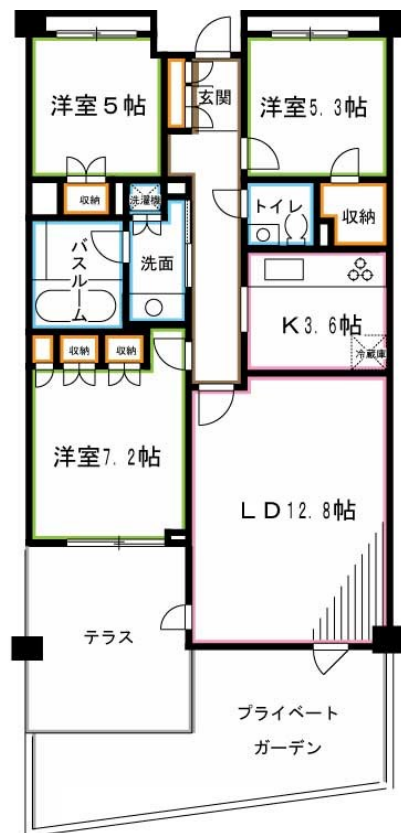 玄関
洋室5帖
洋室5.3帖
収納
洗濯機
トイレ
収納
バスルーム
洗面
K3.6帖
冷蔵庫
収納
収納
洋室7.2帖
LD12.8帖
テラス
プライベート
ガーデン